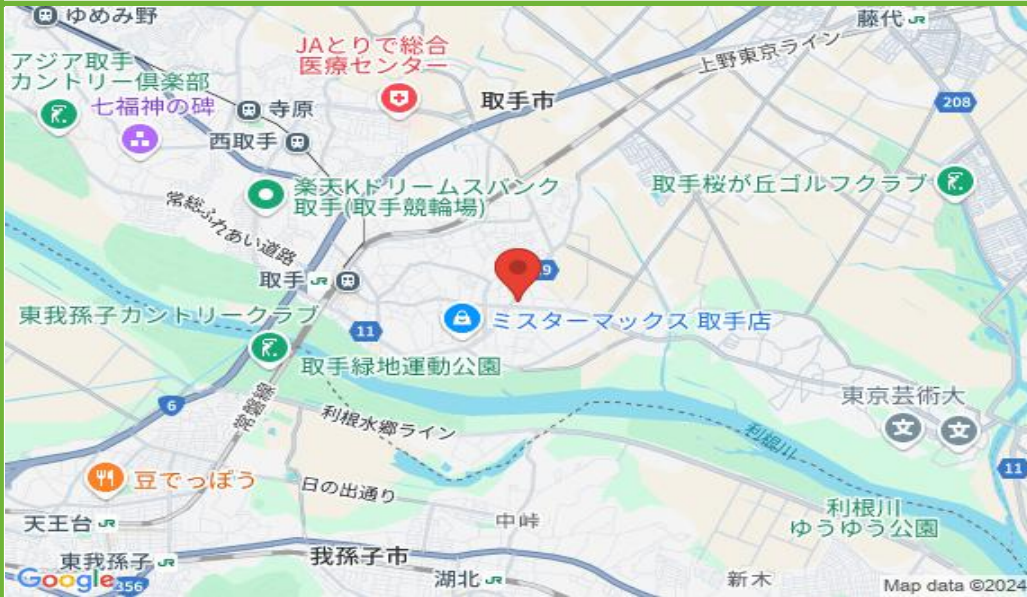 ゆめみ野
藤代 JR
JAとりで総合
医療センター
上野東京ライン
アジア取手
カントリー倶楽部
取手市
208
七福神の碑
寺原
西取手
取手桜が丘ゴルフクラブ
楽天Kドリームスバンク
取手(取手競輪場)
常総ふれあい道路
取手 JR
19
東我孫子カントリークラブ
ミスターマックス 取手店
11
取手緑地運動公園
6
常磐線
利根水郷ライン
利根川
東京芸術大
11
豆でっぽう
日の出通り
天王台 JR
中峠
利根川
ゆうゆう公園
東我孫子 JR
我孫子市
Google
356
湖北 JR
新木
Map data ©2024